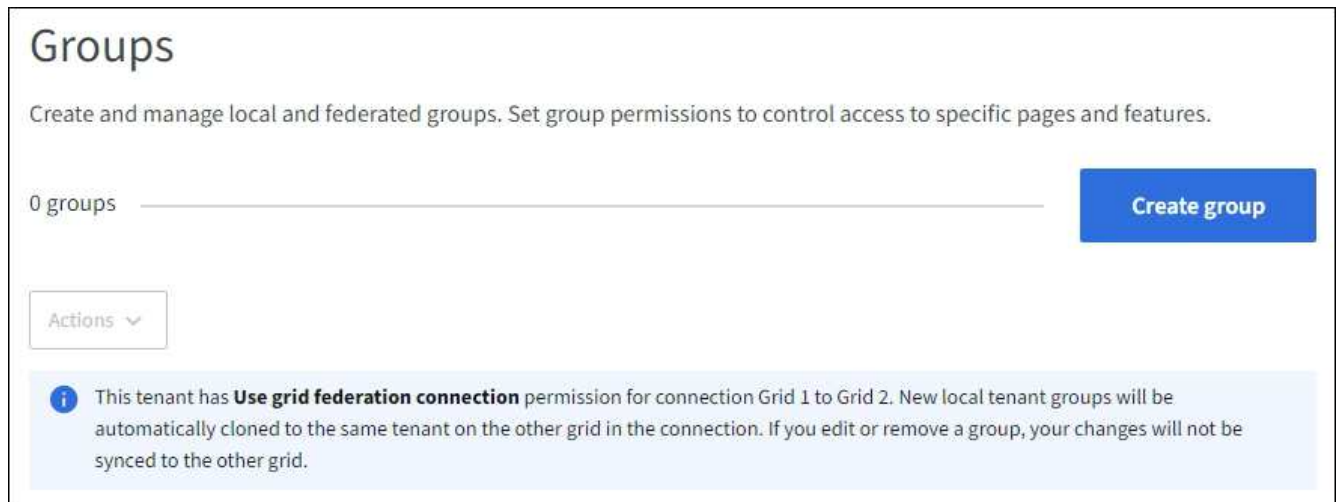 Groups
Create and manage local and federated groups. Set group permissions to control access to specific pages and features.
0 groups
Create group
Actions
This tenant has Use grid federation connection permission for connection Grid 1 to Grid 2. New local tenant groups will be
automatically cloned to the same tenant on the other grid in the connection. If you edit or remove a group, your changes will not be
synced to the other grid.